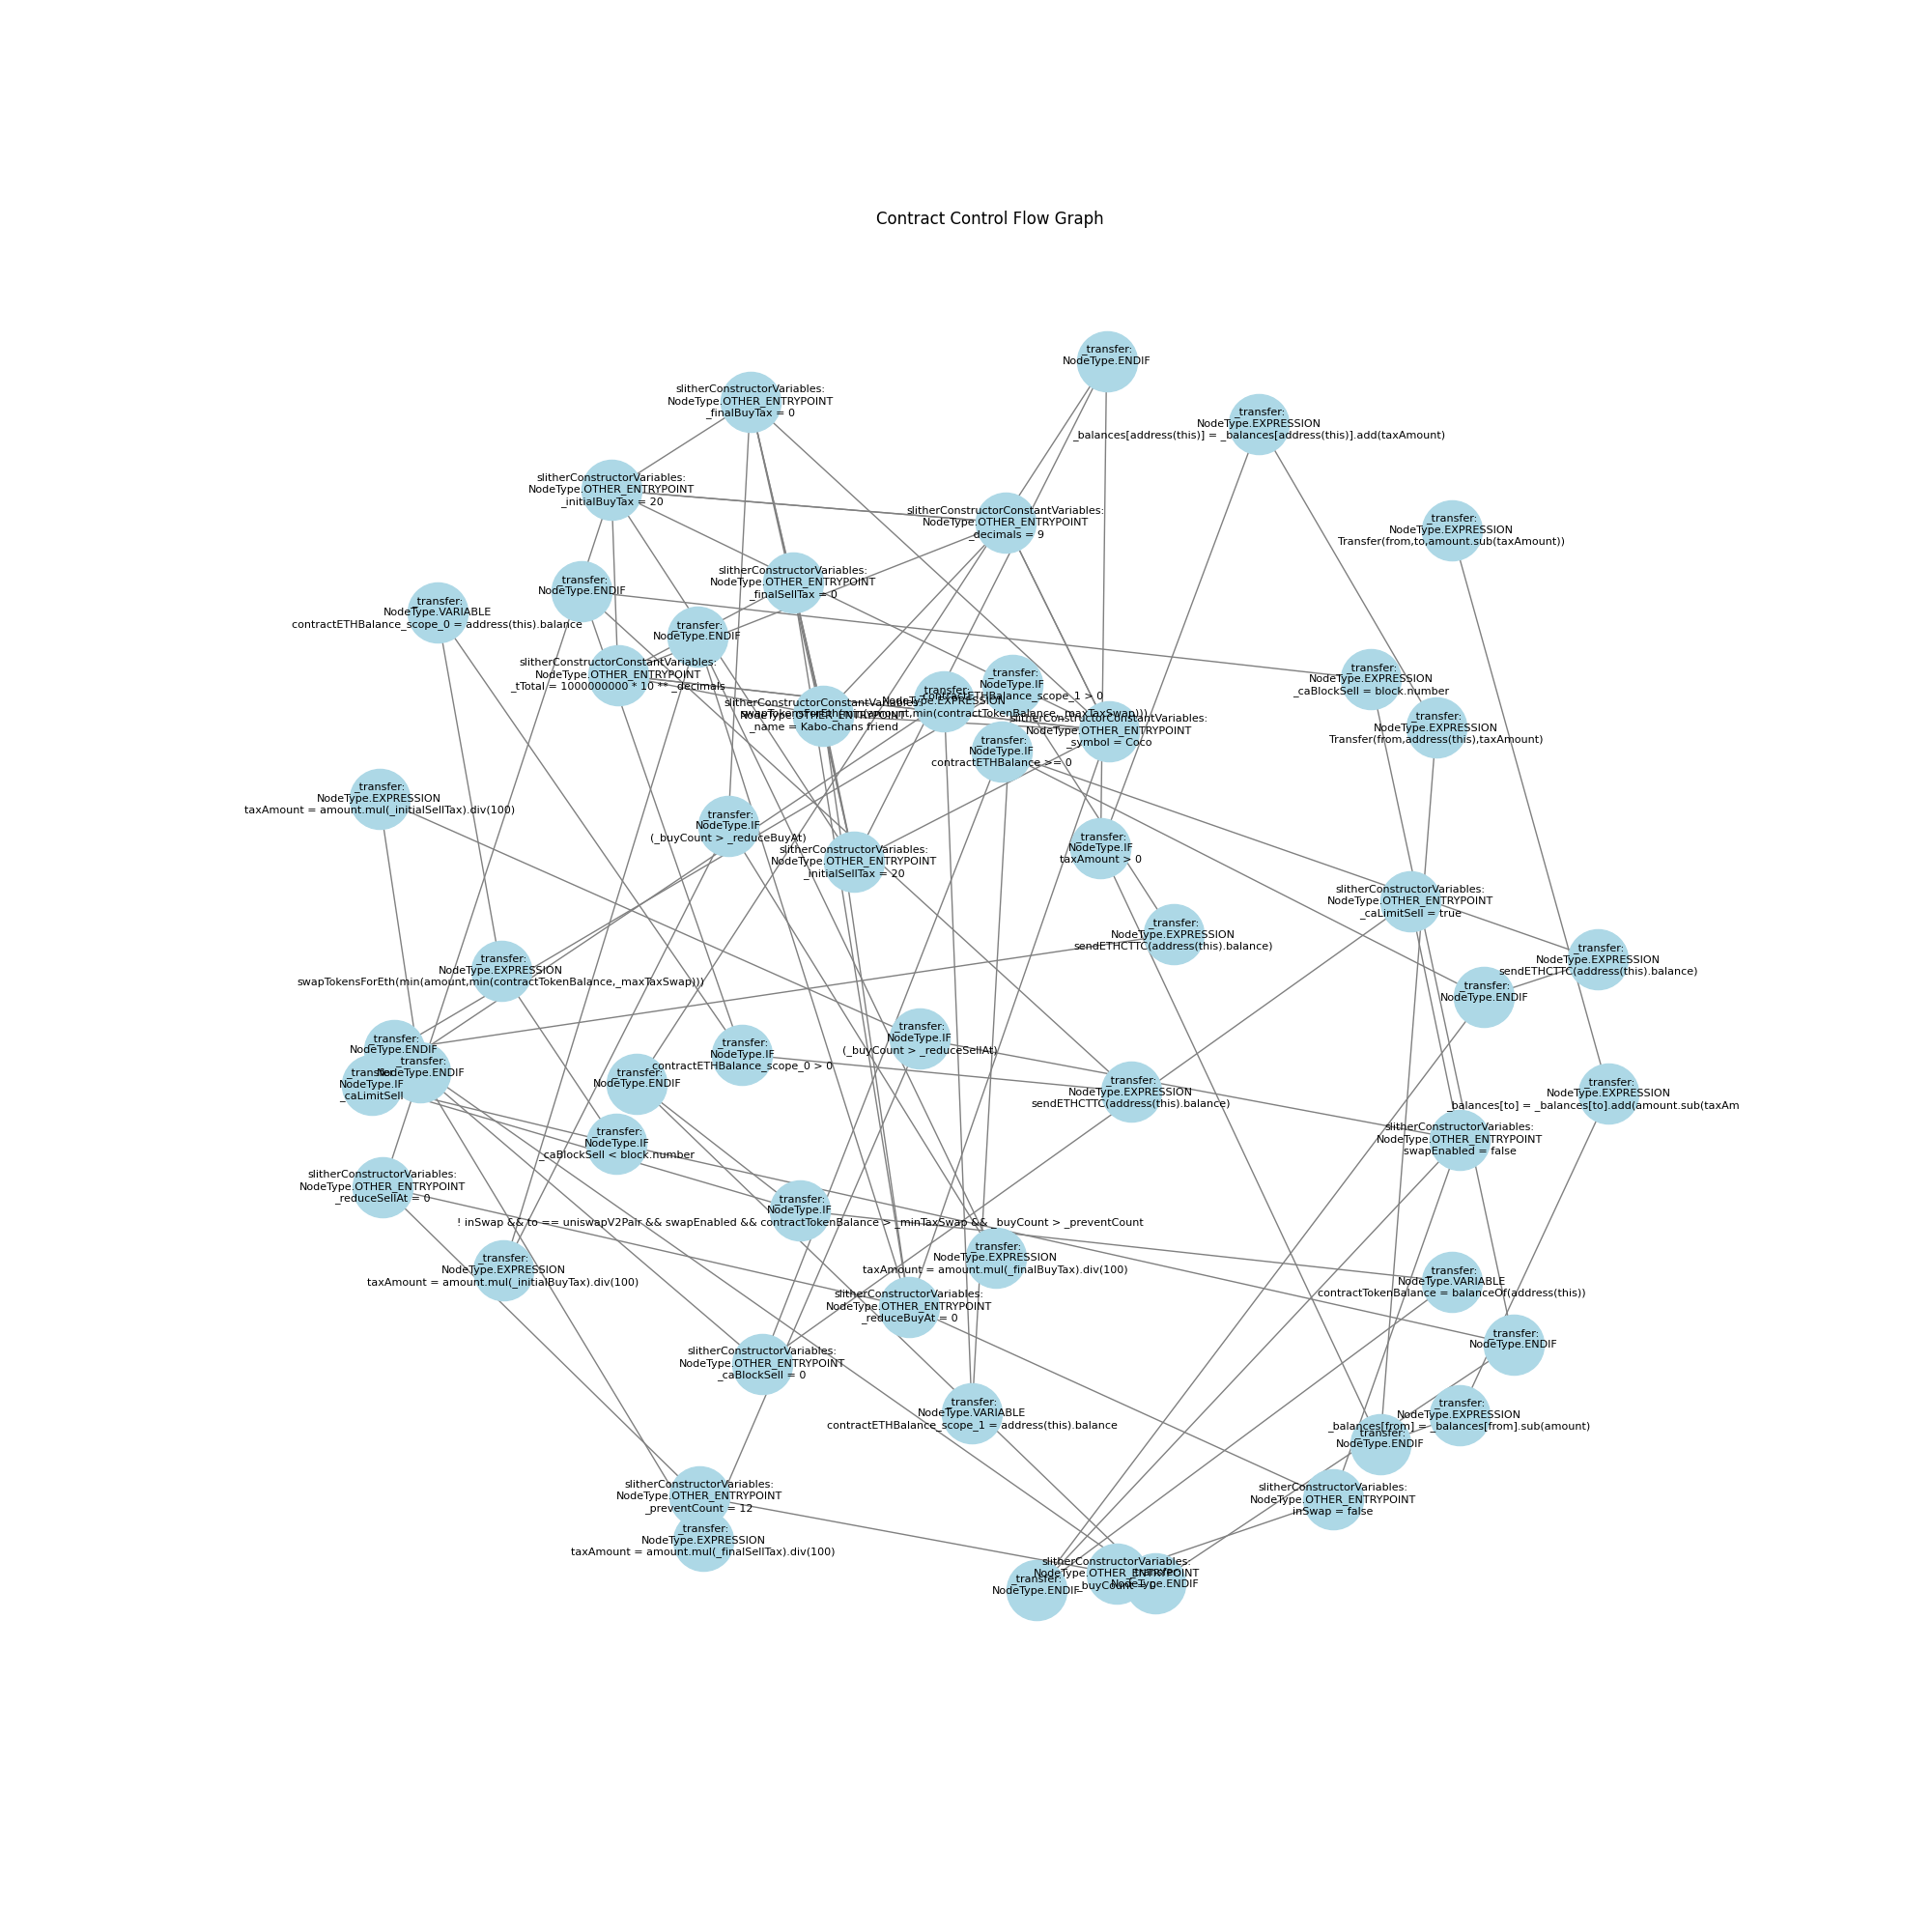 Contract Control Flow Graph
_transfer:
NodeType.ENDIF
slitherConstructorVariables:
NodeType.OTHER_ENTRYPOINT
_finalBuyTax = 0
_transfer:
NodeType.EXPRESSION
_balances[address(this)] = _balances[address(this)].add(taxAmount)
slitherConstructorVariables:
NodeType.OTHER_ENTRYPOINT
_initialBuyTax = 20
slitherConstructorConstantVariables:
NodeType.OTHER_ENTRYPOINT
_decimals = 9
_transfer:
NodeType.EXPRESSION
Transfer(from,to,amount.sub(taxAmount))
slitherConstructorVariables:
NodeType.OTHER_ENTRYPOINT
_finalSellTax = 0
_transfer:
NodeType.ENDIF
_transfer:
NodeType.VARIABLE
contractETHBalance_scope_0 = address(this).balance
_transfer:
NodeType.ENDIF
slitherConstructorConstantVariables:
NodeType.OTHER_ENTRYPOINT
_tTotal = 1000000000 * 10 ** _decimals
_transfer:
NodeType.IF
contractETHBalance_scope_1 > 0
_transfer:
NodeType.EXPRESSION
_caBlockSell = block.number
_transfer:
NodeType.EXPRESSION
swapTokensForEth(min(amount,min(contractTokenBalance,_maxTaxSwap)))
slitherConstructorConstantVariables:
NodeType.OTHER_ENTRYPOINT
_name = Kabo-chans friend
slitherConstructorConstantVariables:
NodeType.OTHER_ENTRYPOINT
_symbol = Coco
_transfer:
NodeType.EXPRESSION
Transfer(from,address(this),taxAmount)
_transfer:
NodeType.IF
contractETHBalance >= 0
_transfer:
NodeType.EXPRESSION
taxAmount = amount.mul(_initialSellTax).div(100)
_transfer:
NodeType.IF
(_buyCount > _reduceBuyAt)
_transfer:
NodeType.IF
taxAmount > 0
slitherConstructorVariables:
NodeType.OTHER_ENTRYPOINT
_initialSellTax = 20
slitherConstructorVariables:
NodeType.OTHER_ENTRYPOINT
_caLimitSell = true
_transfer:
NodeType.EXPRESSION
sendETHCTTC(address(this).balance)
_transfer:
NodeType.EXPRESSION
sendETHCTTC(address(this).balance)
_transfer:
NodeType.EXPRESSION
swapTokensForEth(min(amount,min(contractTokenBalance,_maxTaxSwap)))
_transfer:
NodeType.ENDIF
_transfer:
NodeType.ENDIF
_transfer:
NodeType.IF
(_buyCount > _reduceSellAt)
_transfer:
NodeType.IF
contractETHBalance_scope_0 > 0
_transfer:
NodeType.ENDIF
_transfer:
NodeType.IF
_caLimitSell
_transfer:
NodeType.ENDIF
_transfer:
NodeType.EXPRESSION
sendETHCTTC(address(this).balance)
_transfer:
NodeType.EXPRESSION
_balances[to] = _balances[to].add(amount.sub(taxAm
slitherConstructorVariables:
NodeType.OTHER_ENTRYPOINT
swapEnabled = false
_transfer:
NodeType.IF
_caBlockSell < block.number
slitherConstructorVariables:
NodeType.OTHER_ENTRYPOINT
_reduceSellAt = 0
_transfer:
NodeType.IF
! inSwap && to == uniswapV2Pair && swapEnabled && contractTokenBalance > _minTaxSwap && _buyCount > _preventCount
_transfer:
NodeType.EXPRESSION
taxAmount = amount.mul(_finalBuyTax).div(100)
_transfer:
NodeType.EXPRESSION
taxAmount = amount.mul(_initialBuyTax).div(100)
_transfer:
NodeType.VARIABLE
contractTokenBalance = balanceOf(address(this))
slitherConstructorVariables:
NodeType.OTHER_ENTRYPOINT
_reduceBuyAt = 0
_transfer:
NodeType.ENDIF
slitherConstructorVariables:
NodeType.OTHER_ENTRYPOINT
_caBlockSell = 0
_transfer:
NodeType.VARIABLE
contractETHBalance_scope_1 = address(this).balance
_transfer:
NodeType.EXPRESSION
_balances[from] = _balances[from].sub(amount)
_transfer:
NodeType.ENDIF
slitherConstructorVariables:
NodeType.OTHER_ENTRYPOINT
_preventCount = 12
slitherConstructorVariables:
NodeType.OTHER_ENTRYPOINT
inSwap = false
_transfer:
NodeType.EXPRESSION
taxAmount = amount.mul(_finalSellTax).div(100)
slitherConstructorVariables:
NodeType.OTHER_ENTRYPOINT
_buyCount =
_transfer:
NodeType.ENDIF
_transfer:
NodeType.ENDIF